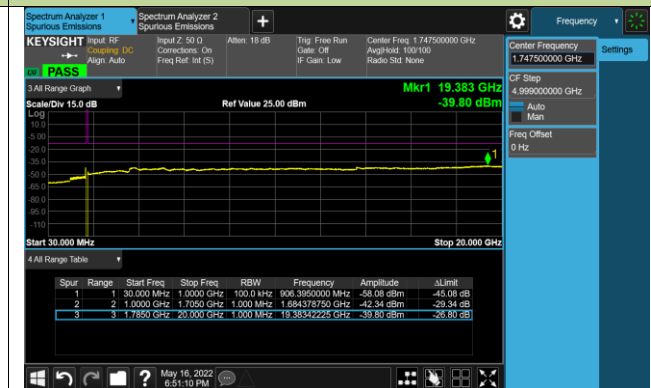 Spectrum Analyzer 1
Spurious Emissions
Spectrum Analyzer 2
Spurious Emissions
+
Frequency
KEYSIGHT
Input: RF
Coupling: DC
Align: Auto
Input Z: 50 Ω
Corrections: On
Freq Ref: Int (S)
Atten: 18 dB
Trig: Free Run
Gate: Off
IF Gain: Low
Center Freq: 1.747500000 GHz
Avg|Hold: 100/100
Radio Std: None
PASS
Center Frequency
1.747500000 GHz
Settings
CF Step
4.999000000 GHz
Auto
Man
Freq Offset
0 Hz
3 All Range Graph
Mkr1 19.383 GHz
-39.80 dBm
Scale/Div 15.0 dB
Ref Value 25.00 dBm
Log
10.0
-5.00
-20.0
-35.0
-50.0
-65.0
-80.0
-95.0
-110
1
Start 30.000 MHz
Stop 20.000 GHz
4 All Range Table
Spur Range Start Freq Stop Freq RBW Frequency Amplitude ΔLimit
1 1 30.000 MHz 1.0000 GHz 100.0 kHz 906.3950000 MHz -58.08 dBm -45.08 dB
2 2 1.0000 GHz 1.7050 GHz 1.000 MHz 1.684378750 GHz -42.34 dBm -29.34 dB
3 3 1.7850 GHz 20.000 GHz 1.000 MHz 19.38342225 GHz -39.80 dBm -26.80 dB
?
May 16, 2022
6:51:10 PM